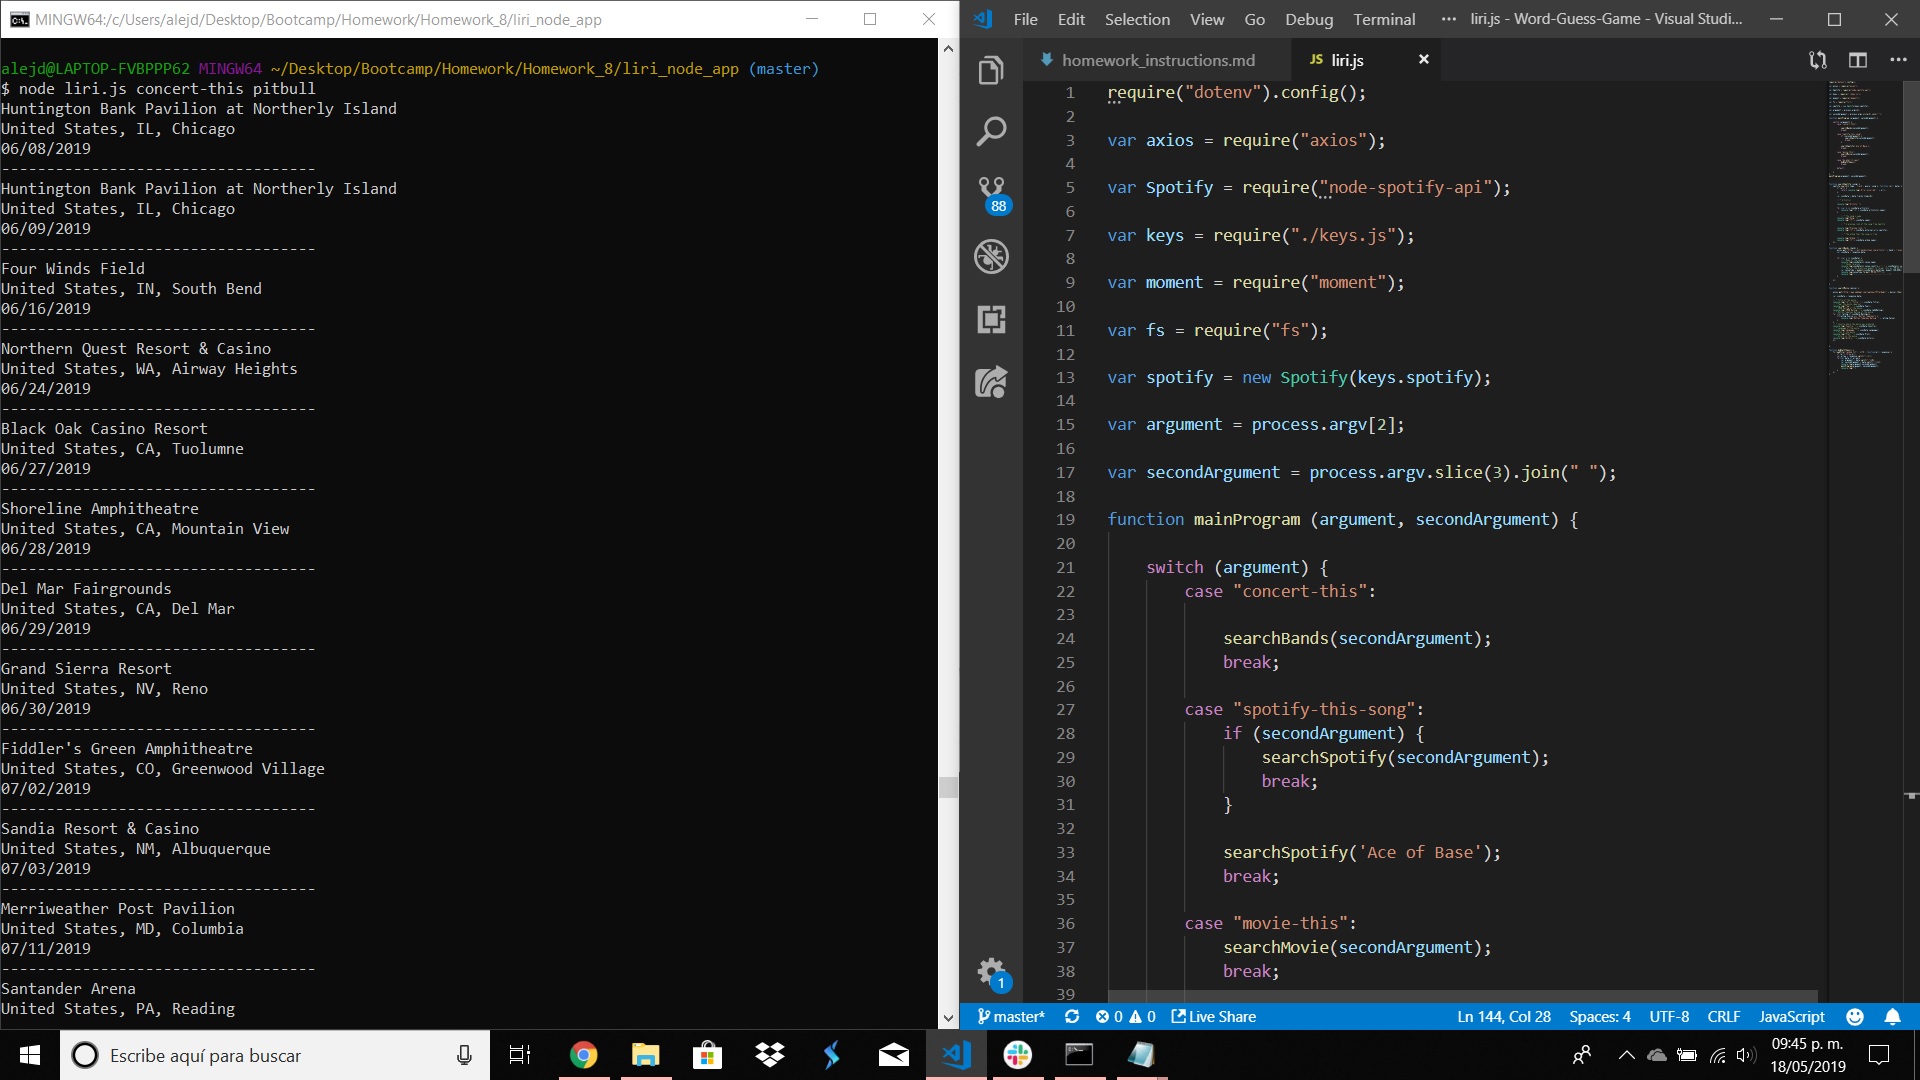 MINGW64:/c/Users/alejd/Desktop/Bootcamp/Homework/Homework_8/liri_node_app
alejd@LAPTOP-FVBPPP62 MINGW64 ~/Desktop/Bootcamp/Homework/Homework_8/liri_node_app (master)
$ node liri.js concert-this pitbull
Huntington Bank Pavilion at Northerly Island
United States, IL, Chicago
06/08/2019
-----------------------------------
Huntington Bank Pavilion at Northerly Island
United States, IL, Chicago
06/09/2019
-----------------------------------
Four Winds Field
United States, IN, South Bend
06/16/2019
-----------------------------------
Northern Quest Resort & Casino
United States, WA, Airway Heights
06/24/2019
-----------------------------------
Black Oak Casino Resort
United States, CA, Tuolumne
06/27/2019
-----------------------------------
Shoreline Amphitheatre
United States, CA, Mountain View
06/28/2019
-----------------------------------
Del Mar Fairgrounds
United States, CA, Del Mar
06/29/2019
-----------------------------------
Grand Sierra Resort
United States, NV, Reno
06/30/2019
-----------------------------------
Fiddler's Green Amphitheatre
United States, CO, Greenwood Village
07/02/2019
-----------------------------------
Sandia Resort & Casino
United States, NM, Albuquerque
07/03/2019
-----------------------------------
Merriweather Post Pavilion
United States, MD, Columbia
07/11/2019
-----------------------------------
Santander Arena
United States, PA, Reading
File Edit Selection View Go Debug Terminal ··· liri.js - Word-Guess-Game - Visual Studi...
homework_instructions.md JS liri.js
88
1
1 require("dotenv").config();
2
3 var axios = require("axios");
4
5 var Spotify = require("node-spotify-api");
6
7 var keys = require("./keys.js");
8
9 var moment = require("moment");
10
11 var fs = require("fs");
12
13 var spotify = new Spotify(keys.spotify);
14
15 var argument = process.argv[2];
16
17 var secondArgument = process.argv.slice(3).join(" ");
18
19 function mainProgram (argument, secondArgument) {
20
21 switch (argument) {
22 case "concert-this":
23
24 searchBands(secondArgument);
25 break;
26
27 case "spotify-this-song":
28 if (secondArgument) {
29 searchSpotify(secondArgument);
30 break;
31 }
32
33 searchSpotify('Ace of Base');
34 break;
35
36 case "movie-this":
37 searchMovie(secondArgument);
38 break;
39
master* 0 0 Live Share Ln 144, Col 28 Spaces: 4 UTF-8 CRLF JavaScript
Escribe aquí para buscar
09:45 p. m.
18/05/2019